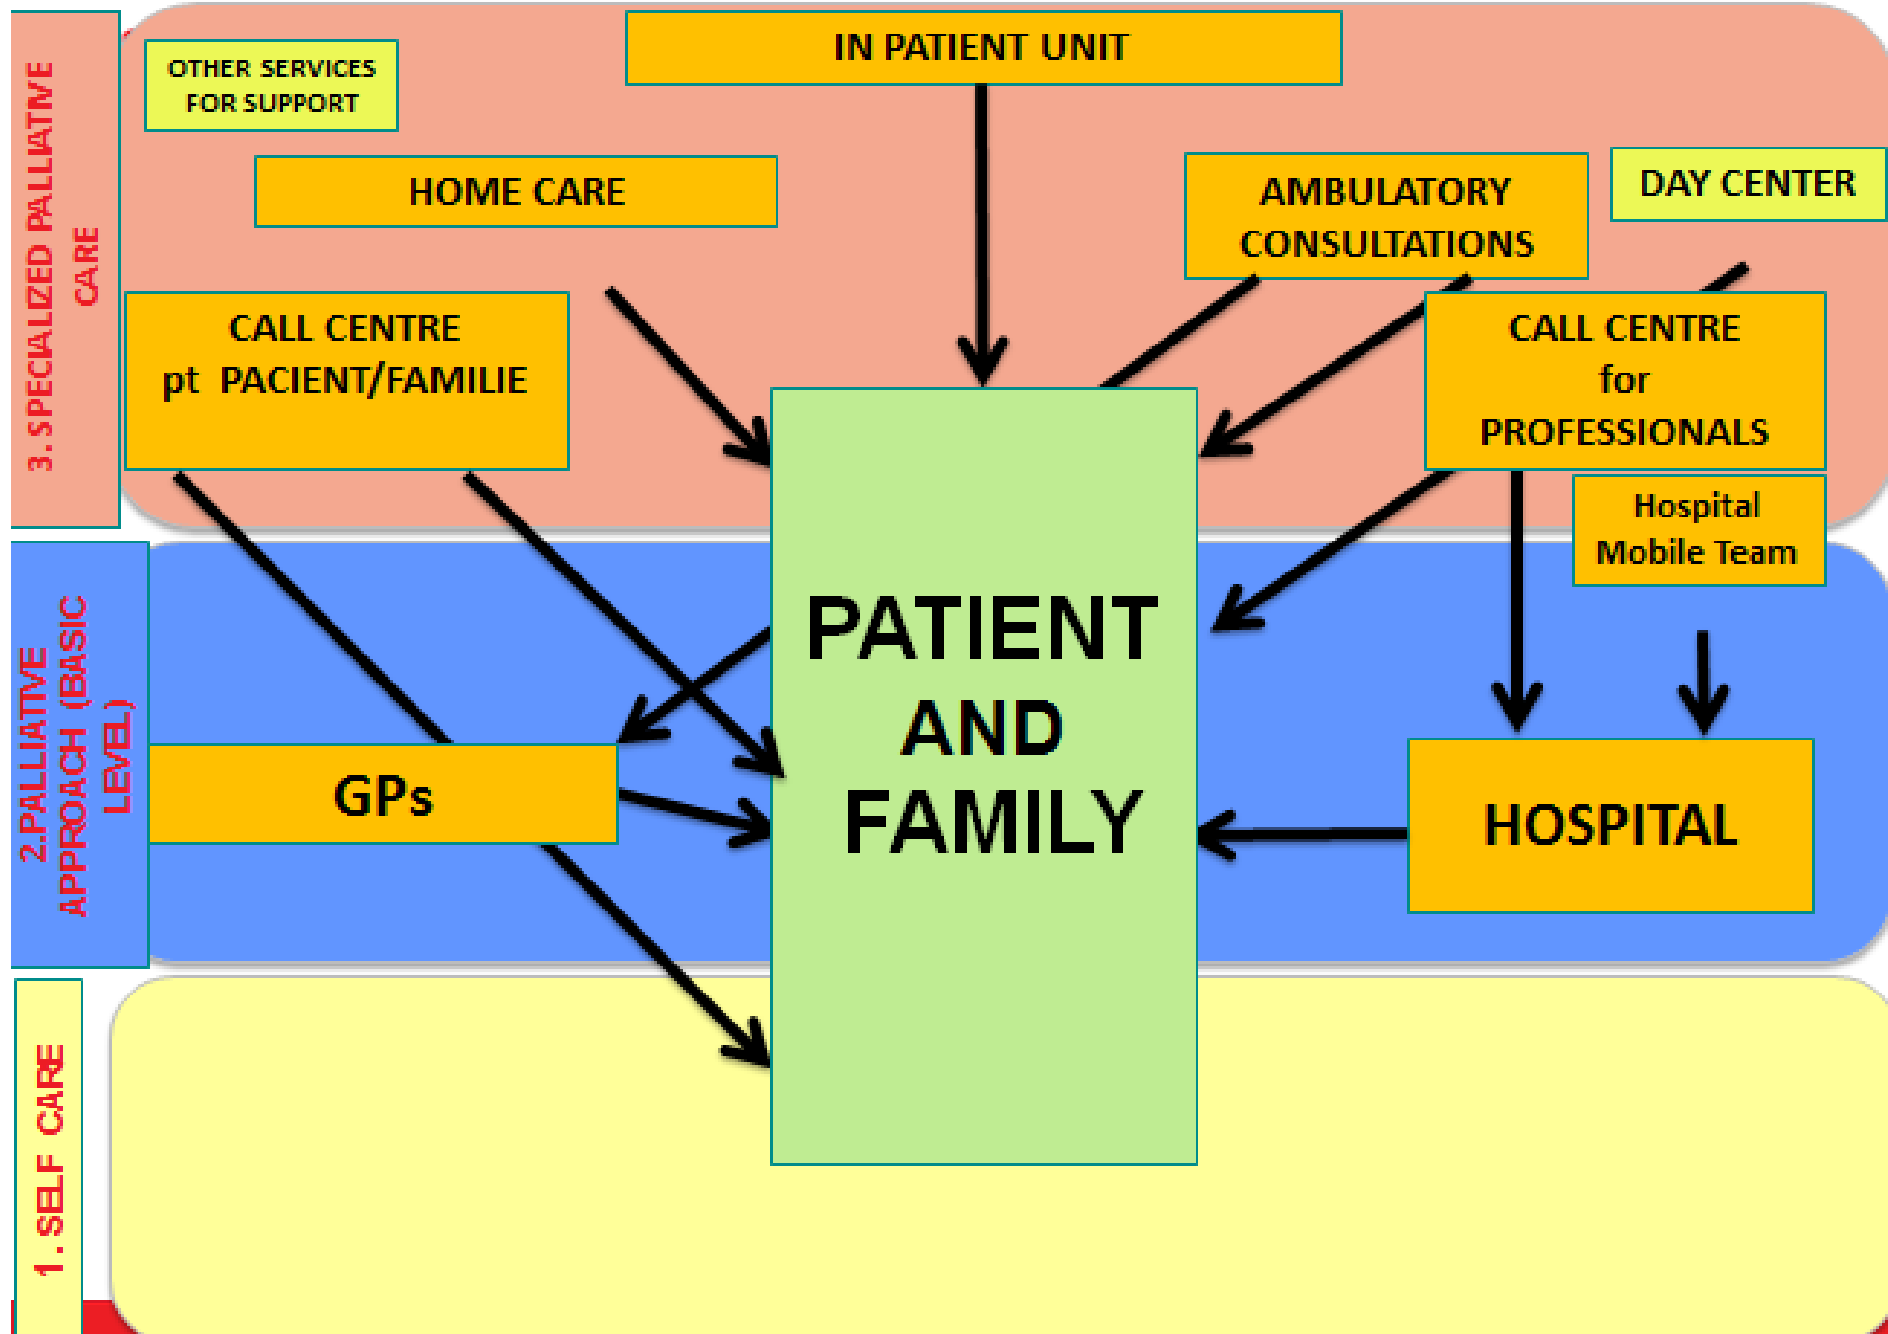 IN PATIENT UNIT
OTHER SERVICES
FOR SUPPORT
HOME CARE
AMBULATORY
CONSULTATIONS
DAY CENTER
3. SPECIALIZED PALLIATIVE
CARE
CALL CENTRE
pt PACIENT/FAMILIE
CALL CENTRE
for
PROFESSIONALS
Hospital
Mobile Team
PATIENT
AND
FAMILY
2.PALLIATIVE
APPROACH (BASIC
LEVEL)
GPs
HOSPITAL
1. SELF CARE